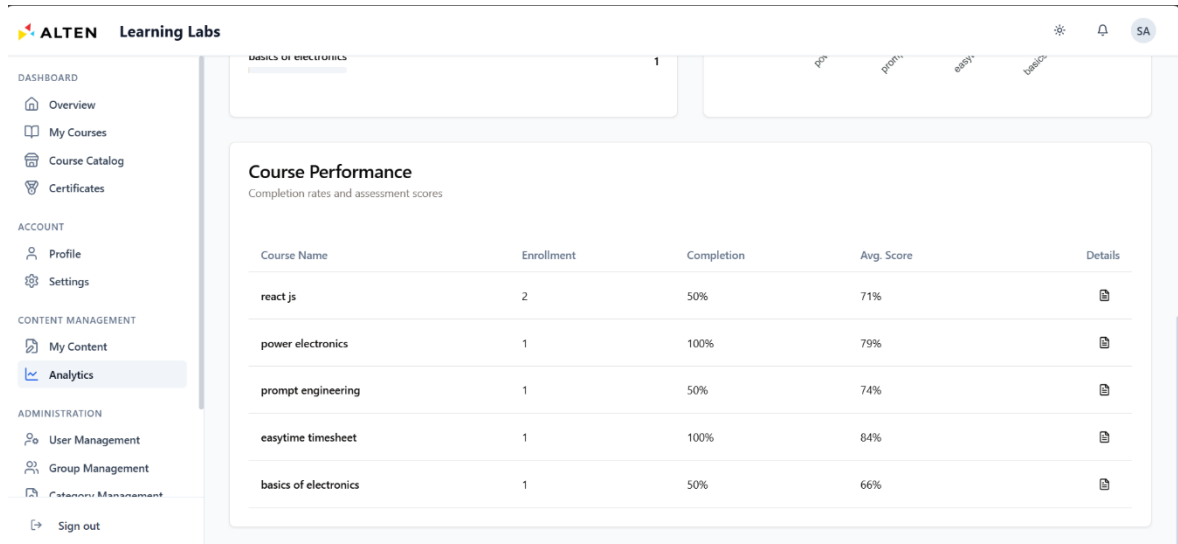 ALTEN Learning Labs
SA
DASHBOARD
Overview
My Courses
Course Catalog
Certificates
ACCOUNT
Profile
Settings
CONTENT MANAGEMENT
My Content
Analytics
ADMINISTRATION
User Management
Group Management
Category Management
Sign out
basics of electronics 1
Course Performance
Completion rates and assessment scores
Course Name Enrollment Completion Avg. Score Details
react js 2 50% 71%
power electronics 1 100% 79%
prompt engineering 1 50% 74%
easytime timesheet 1 100% 84%
basics of electronics 1 50% 66%